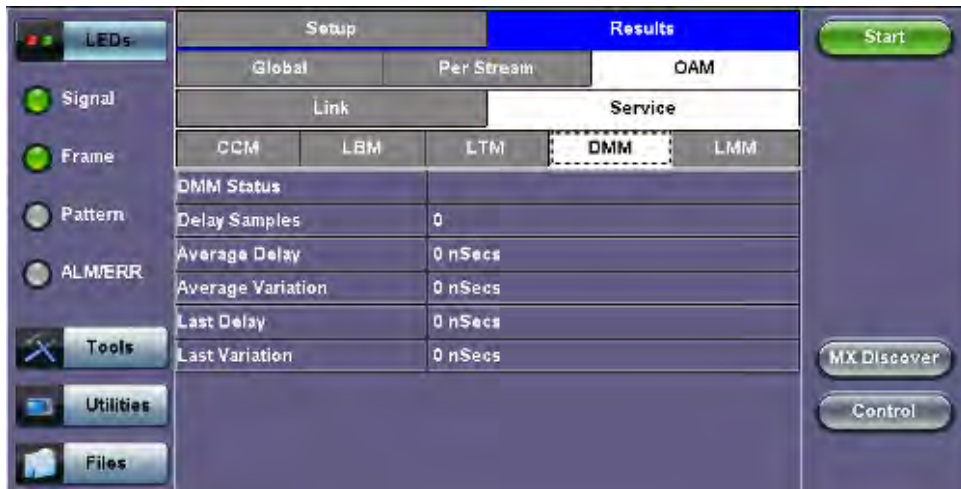 LEDs
Signal
Frame
Pattern
ALM/ERR
Tools
Utilities
Files
Setup Results
Global Per Stream OAM
Link Service
CCM LBM LTM DMM LMM
DMM Status
Delay Samples 0
Average Delay 0 nSecs
Average Variation 0 nSecs
Last Delay 0 nSecs
Last Variation 0 nSecs
Start
MX Discover
Control